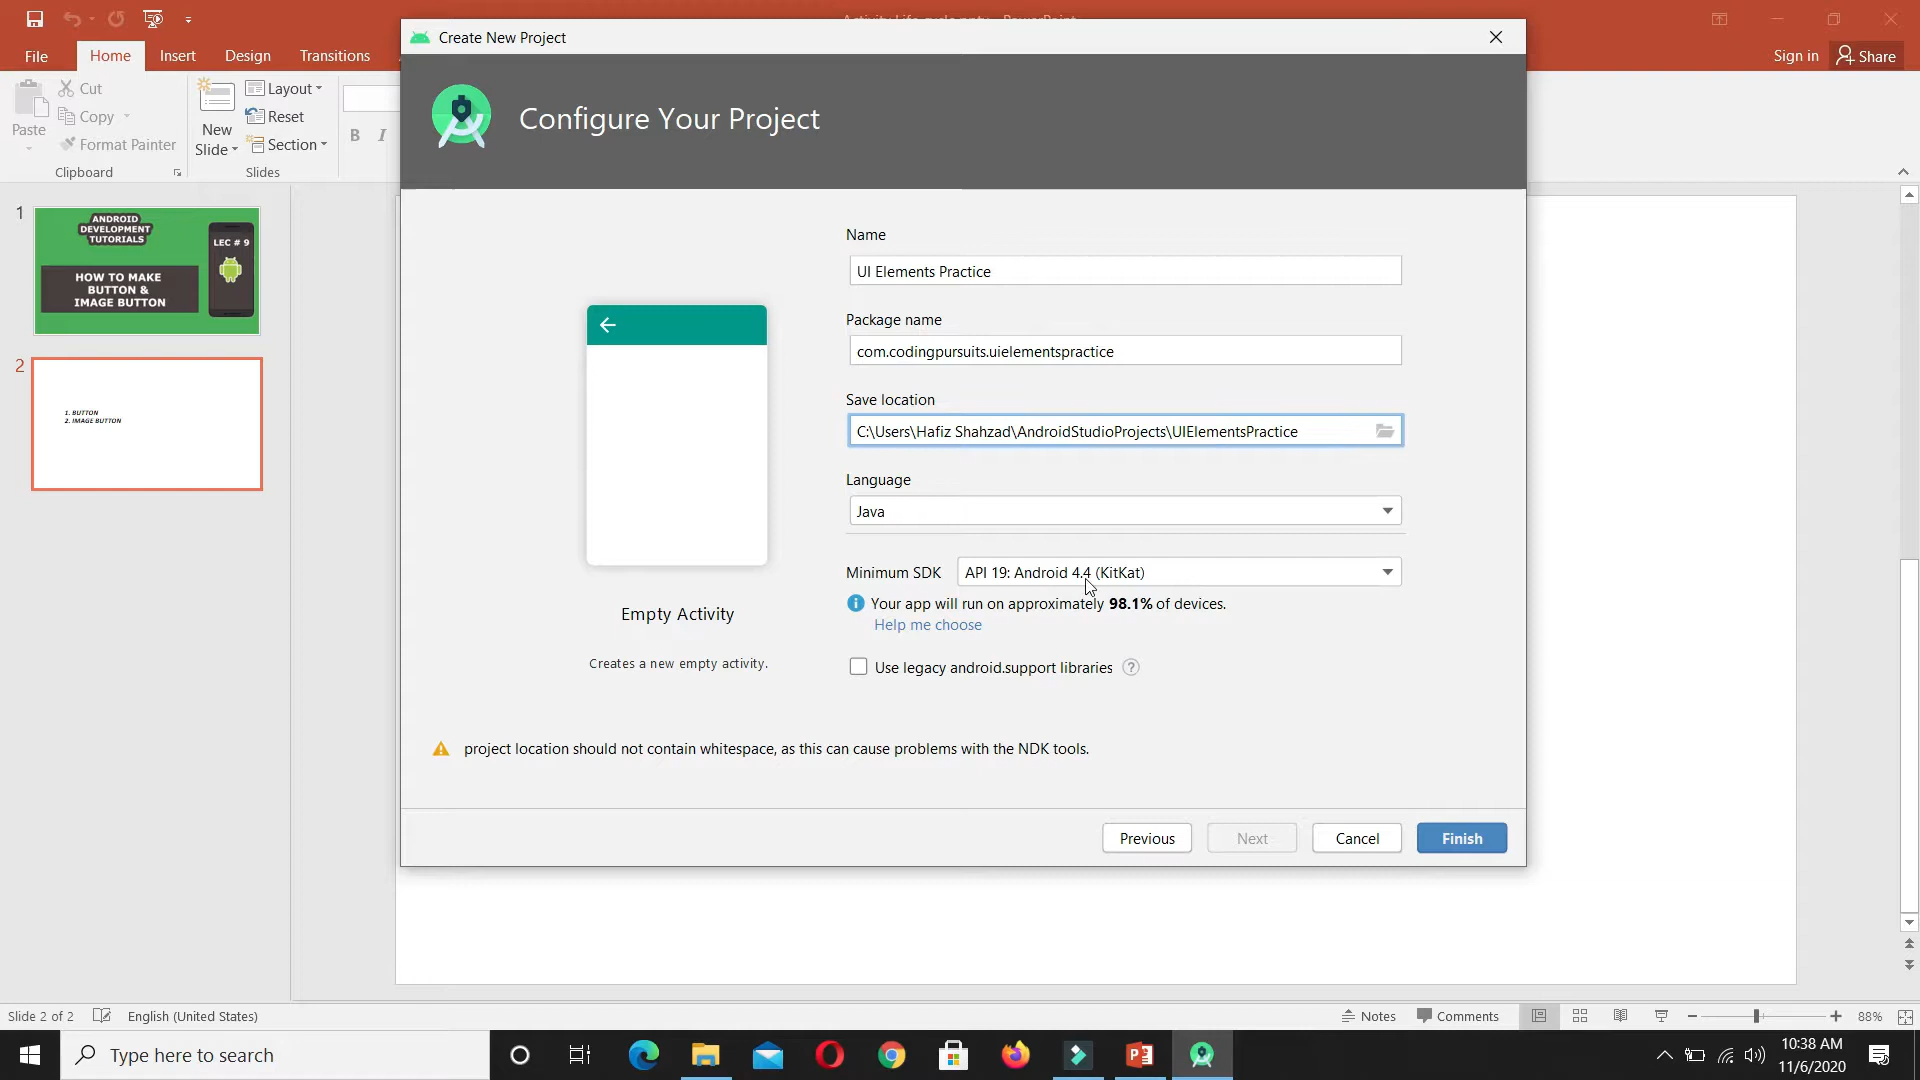 Activity Life cycle.pptx - PowerPoint
File
Home
Insert
Design
Transitions
Sign in
Share
Paste
Cut
Copy
Format Painter
Clipboard
New
Slide
Layout
Reset
Section
Slides
B
I
1
ANDROID
DEVELOPMENT
TUTORIALS
LEC # 9
HOW TO MAKE
BUTTON &
IMAGE BUTTON
2
1. BUTTON
2. IMAGE BUTTON
Create New Project
Configure Your Project
Name
UI Elements Practice
Package name
com.codingpursuits.uielementspractice
Save location
C:\Users\Hafiz Shahzad\AndroidStudioProjects\UIElementsPractice
Language
Java
Minimum SDK
API 19: Android 4.4 (KitKat)
Your app will run on approximately 98.1% of devices.
Help me choose
Use legacy android.support libraries
?
Empty Activity
Creates a new empty activity.
project location should not contain whitespace, as this can cause problems with the NDK tools.
Previous
Next
Cancel
Finish
Slide 2 of 2
English (United States)
Notes
Comments
88%
Type here to search
10:38 AM
11/6/2020